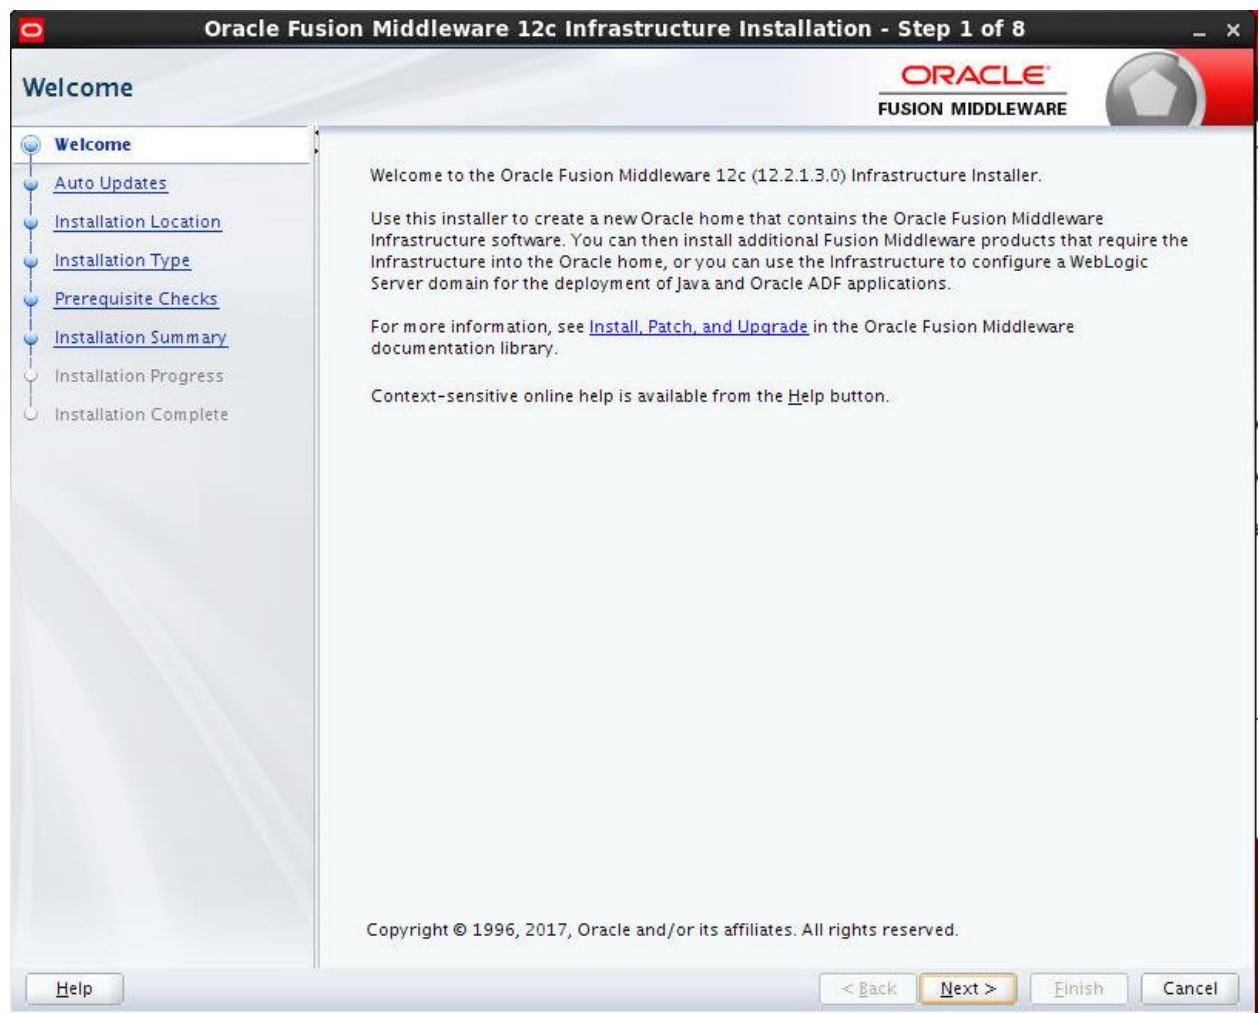 Oracle Fusion Middleware 12c Infrastructure Installation - Step 1 of 8
Welcome
ORACLE
FUSION MIDDLEWARE
Welcome
Auto Updates
Installation Location
Installation Type
Prerequisite Checks
Installation Summary
Installation Progress
Installation Complete
Welcome to the Oracle Fusion Middleware 12c (12.2.1.3.0) Infrastructure Installer.
Use this installer to create a new Oracle home that contains the Oracle Fusion Middleware
Infrastructure software. You can then install additional Fusion Middleware products that require the
Infrastructure into the Oracle home, or you can use the Infrastructure to configure a WebLogic
Server domain for the deployment of Java and Oracle ADF applications.
For more information, see Install, Patch, and Upgrade in the Oracle Fusion Middleware
documentation library.
Context-sensitive online help is available from the Help button.
Copyright © 1996, 2017, Oracle and/or its affiliates. All rights reserved.
Help
< Back
Next >
Finish
Cancel